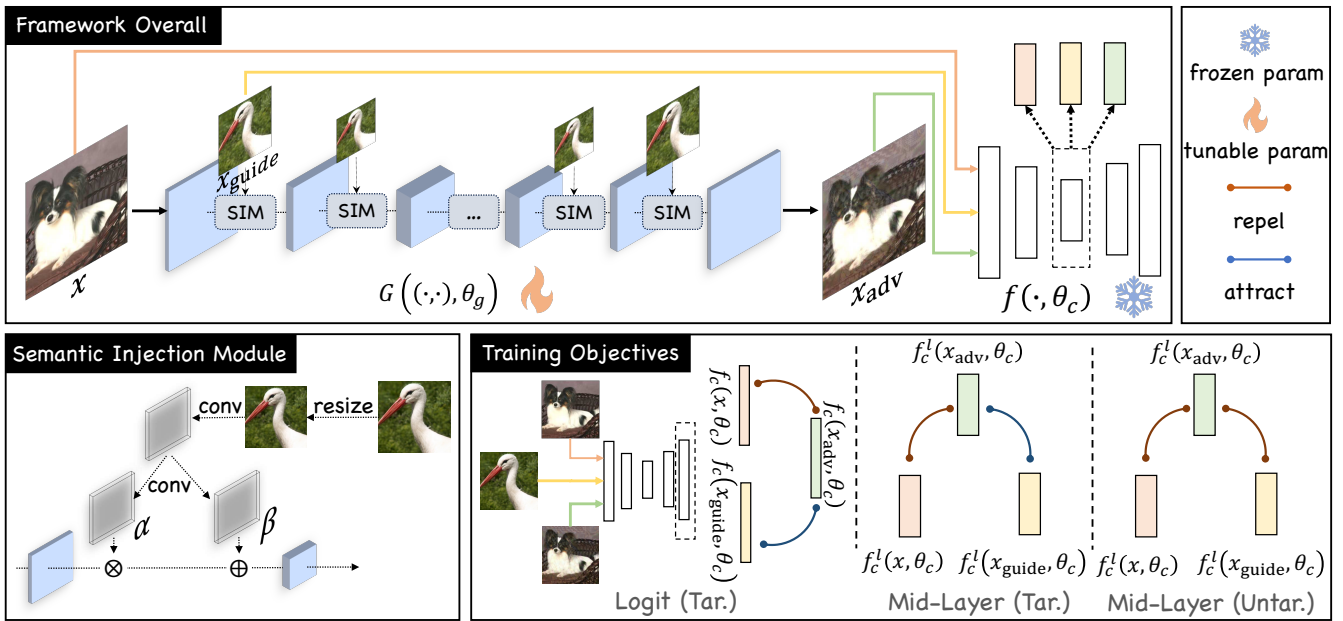 Framework Overall
x
x_guide
SIM
SIM
...
SIM
SIM
G((·,·), θ_g)
x_adv
f(·, θ_c)
frozen param
tunable param
repel
attract
Semantic Injection Module
conv
resize
conv
α
β
Training Objectives
f_c(x, θ_c)
f_c(x_guide, θ_c)
f_c(x_adv, θ_c)
Logit (Tar.)
f_c^l(x_adv, θ_c)
f_c^l(x, θ_c)
f_c^l(x_guide, θ_c)
Mid-Layer (Tar.)
f_c^l(x_adv, θ_c)
f_c^l(x, θ_c)
f_c^l(x_guide, θ_c)
Mid-Layer (Untar.)